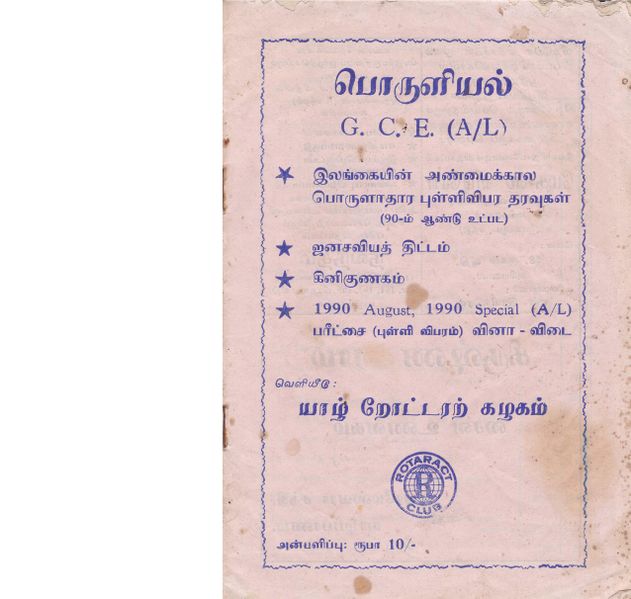 பொருளியல்
G. C. E. (A/L)
இலங்கையின் அண்மைக்கால
பொருளாதார புள்ளிவிபர தரவுகள்
(90-ம் ஆண்டு உட்பட)
ஜனசவியத் திட்டம்
கினிகுணகம்
1990 August, 1990 Special (A/L)
பரீட்சை (புள்ளி விபரம்) வினா - விடை
வெளியீடு:
யாழ் றோட்டரற் கழகம்
ROTARACT
R
CLUB
அன்பளிப்பு: ரூபா 10/-